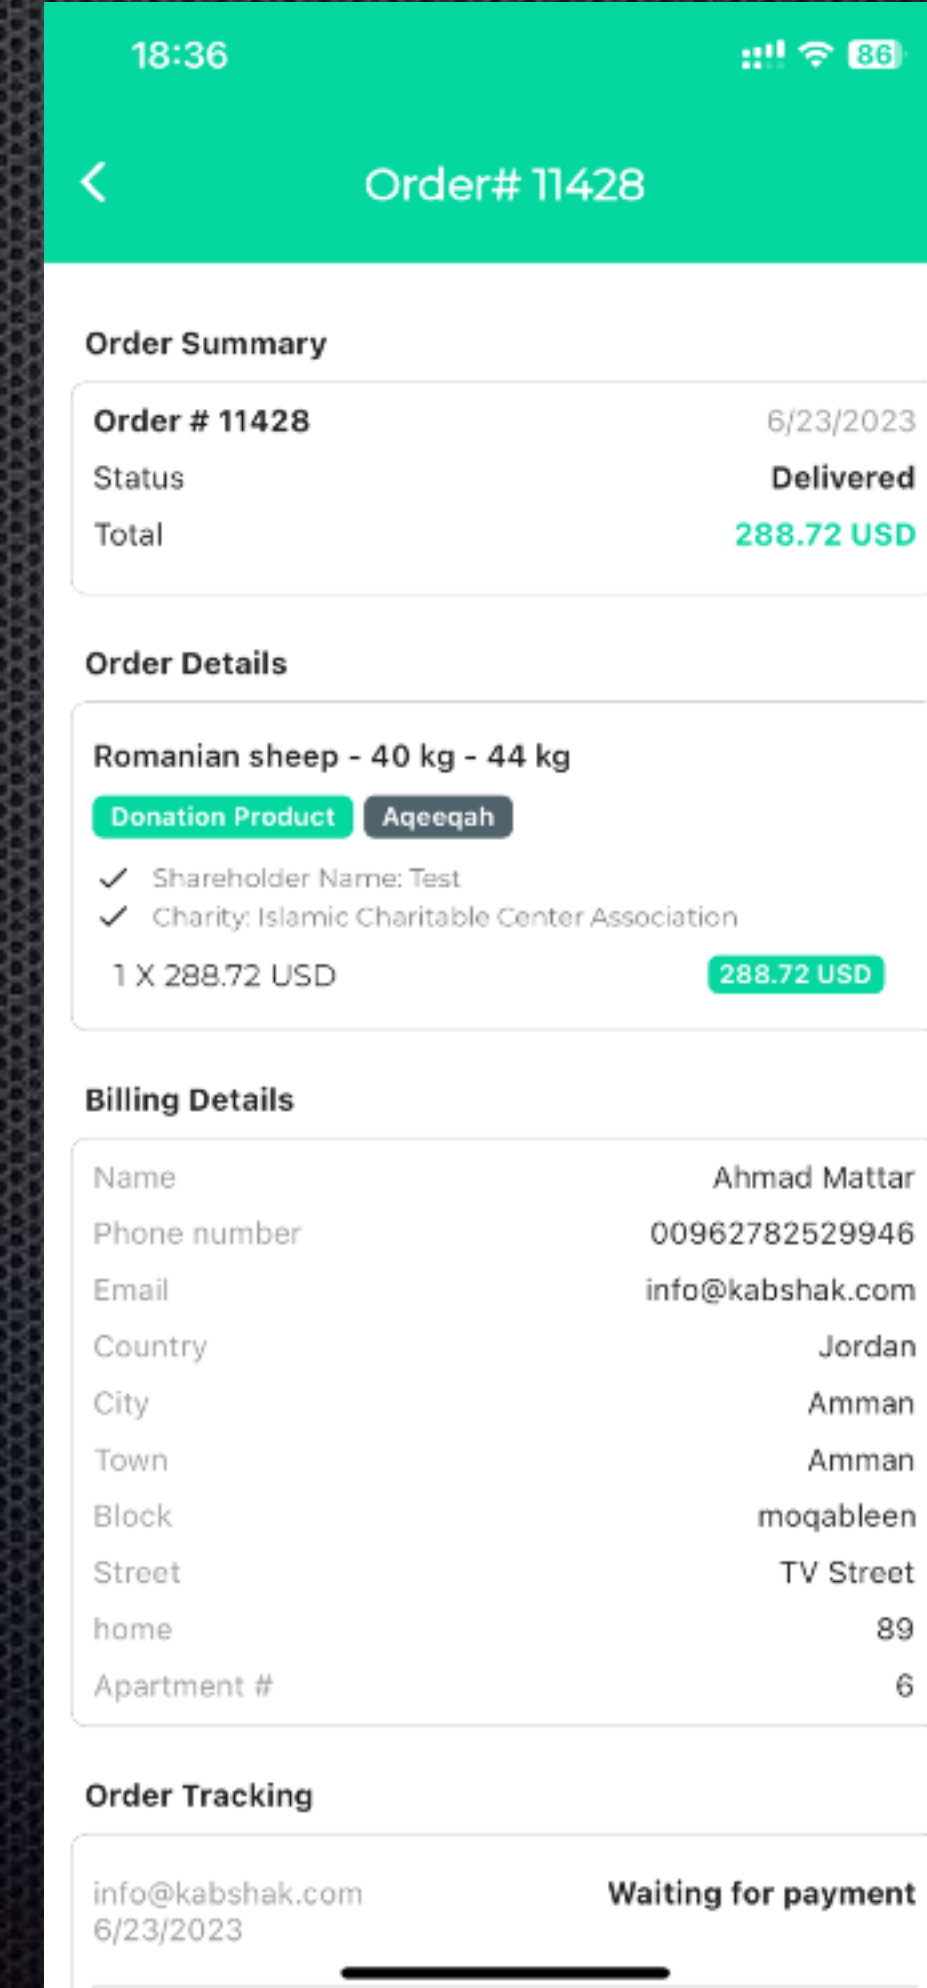 18:36
86
Order# 11428
Order Summary
Order # 11428 6/23/2023
Status Delivered
Total 288.72 USD
Order Details
Romanian sheep - 40 kg - 44 kg
Donation Product Aqeeqah
Shareholder Name: Test
Charity: Islamic Charitable Center Association
1 X 288.72 USD 288.72 USD
Billing Details
Name Ahmad Mattar
Phone number 00962782529946
Email info@kabshak.com
Country Jordan
City Amman
Town Amman
Block moqableen
Street TV Street
home 89
Apartment # 6
Order Tracking
info@kabshak.com Waiting for payment
6/23/2023